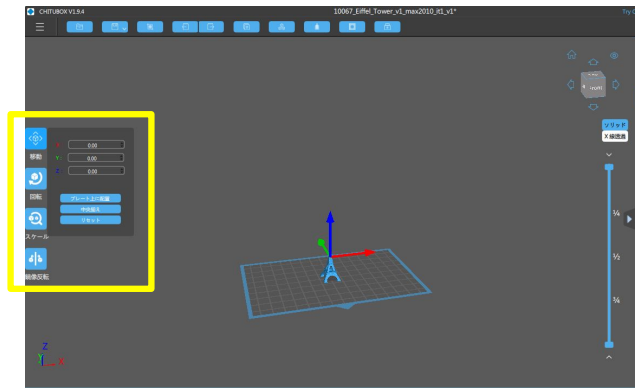 CHITUBOX V1.9.4
10067_Eiffel_Tower_v1_max2010_it1_v1*
Try
Front
ソリッド
X 線透過
移動
X: 0.00
Y: 0.00
Z: 0.00
回転
プレート上に配置
中央揃え
リセット
スケール
鏡像反転
1/4
1/2
3/4
Z
Y
X